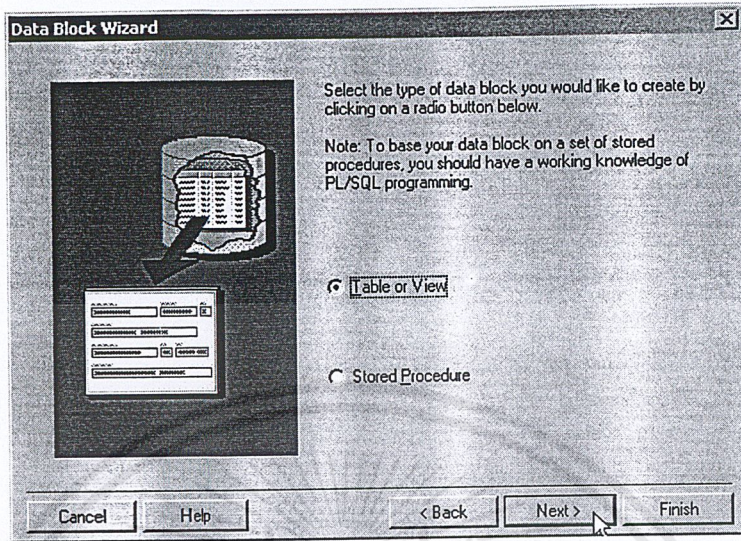 Data Block Wizard
Select the type of data block you would like to create by
clicking on a radio button below.
Note: To base your data block on a set of stored
procedures, you should have a working knowledge of
PL/SQL programming.
Table or View
Stored Procedure
Cancel
Help
< Back
Next >
Finish